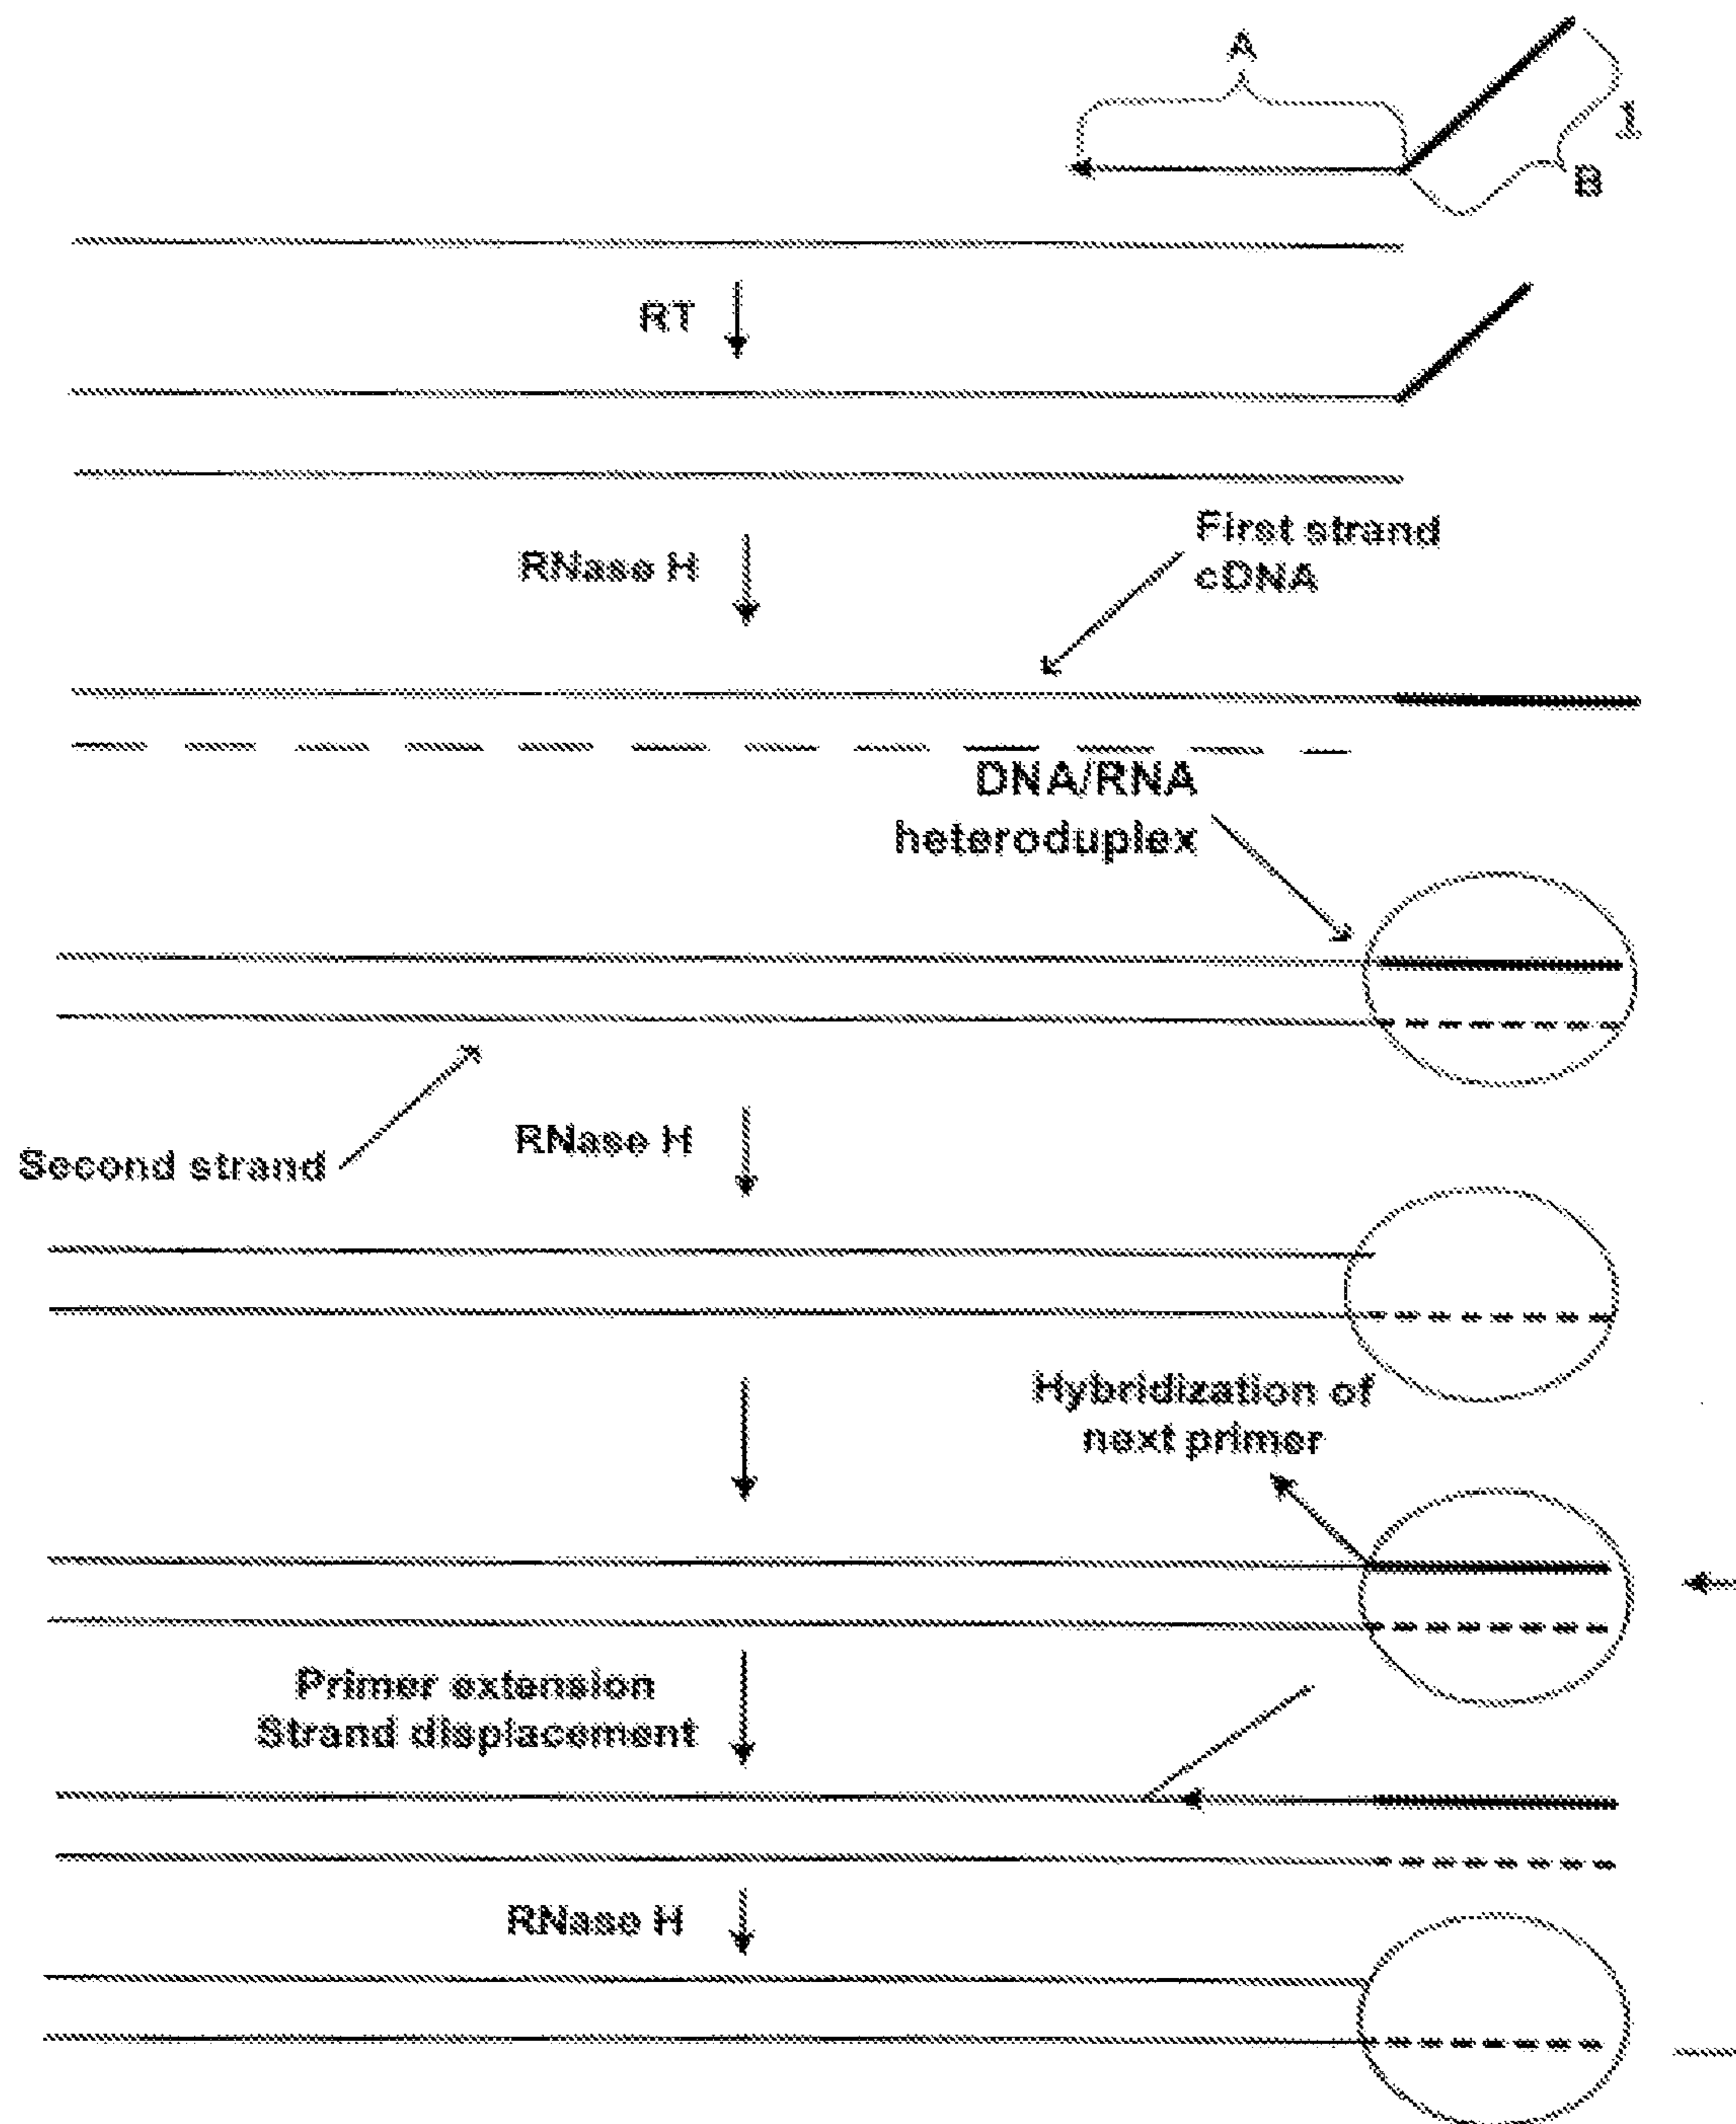 A
1
B
RT
First strand
cDNA
RNase H
DNA/RNA
heteroduplex
Second strand
RNase H
Hybridization of
next primer
Primer extension
Strand displacement
RNase H